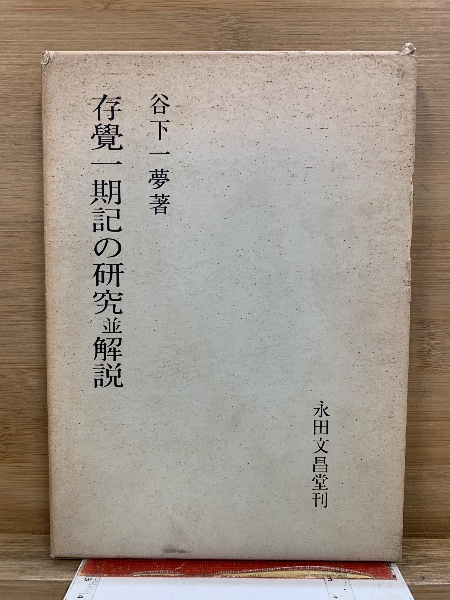 谷下一夢著
存覺一期記の研究並解説
永田文昌堂刊